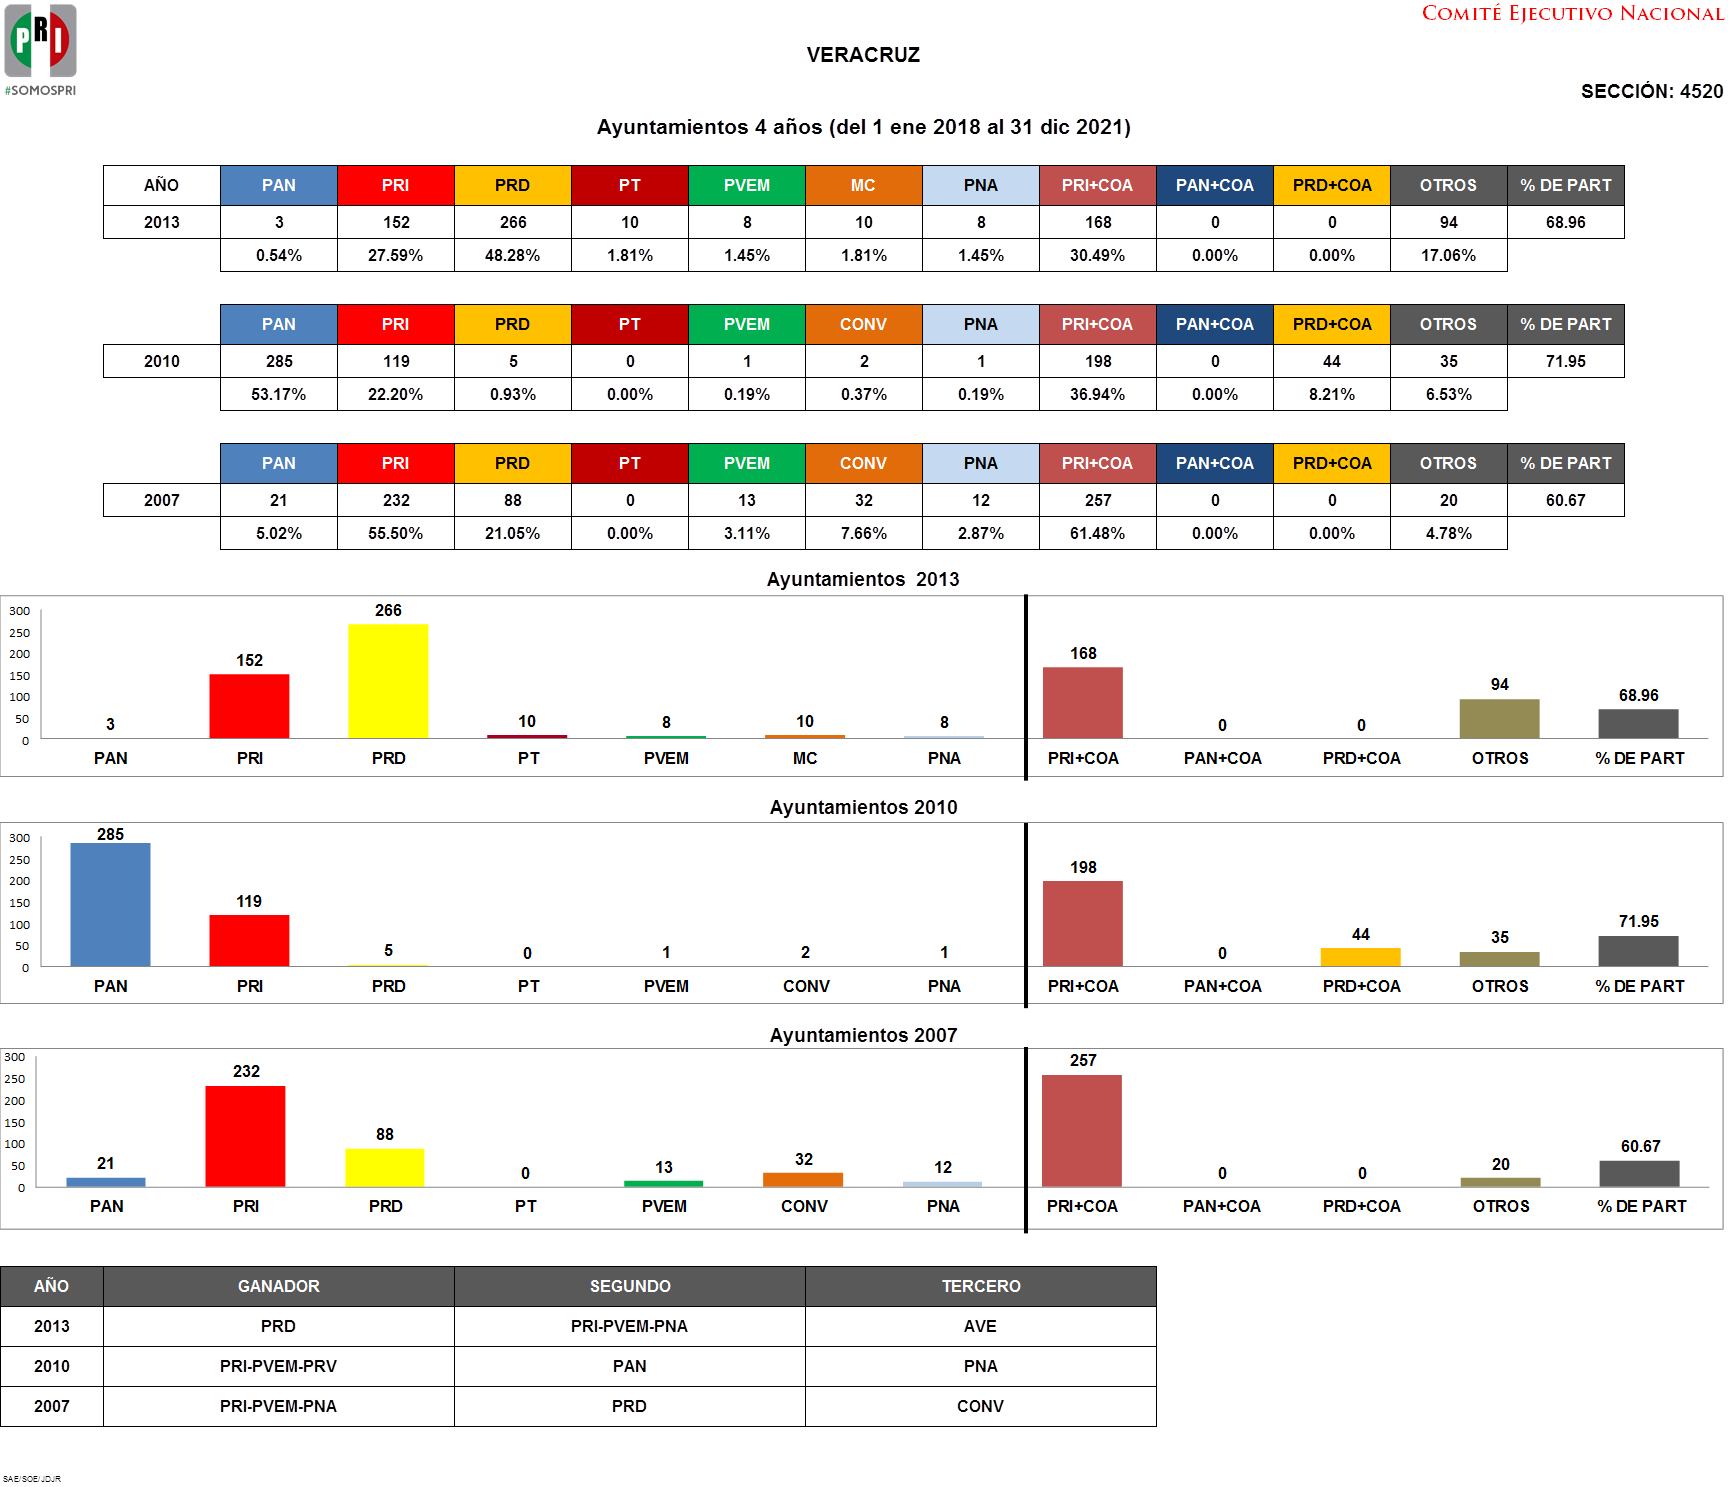 PRI
#SOMOSPRI
COMITÉ EJECUTIVO NACIONAL
VERACRUZ
SECCIÓN: 4520
Ayuntamientos 4 años (del 1 ene 2018 al 31 dic 2021)
AÑO PAN PRI PRD PT PVEM MC PNA PRI+COA PAN+COA PRD+COA OTROS % DE PART
2013 3 152 266 10 8 10 8 168 0 0 94 68.96
0.54% 27.59% 48.28% 1.81% 1.45% 1.81% 1.45% 30.49% 0.00% 0.00% 17.06%
PAN PRI PRD PT PVEM CONV PNA PRI+COA PAN+COA PRD+COA OTROS % DE PART
2010 285 119 5 0 1 2 1 198 0 44 35 71.95
53.17% 22.20% 0.93% 0.00% 0.19% 0.37% 0.19% 36.94% 0.00% 8.21% 6.53%
PAN PRI PRD PT PVEM CONV PNA PRI+COA PAN+COA PRD+COA OTROS % DE PART
2007 21 232 88 0 13 32 12 257 0 0 20 60.67
5.02% 55.50% 21.05% 0.00% 3.11% 7.66% 2.87% 61.48% 0.00% 0.00% 4.78%
Ayuntamientos 2013
300
250
200
150
100
50
0
3 152 266 10 8 10 8 168 0 0 94 68.96
PAN PRI PRD PT PVEM MC PNA PRI+COA PAN+COA PRD+COA OTROS % DE PART
Ayuntamientos 2010
300
250
200
150
100
50
0
285 119 5 0 1 2 1 198 0 44 35 71.95
PAN PRI PRD PT PVEM CONV PNA PRI+COA PAN+COA PRD+COA OTROS % DE PART
Ayuntamientos 2007
300
250
200
150
100
50
0
21 232 88 0 13 32 12 257 0 0 20 60.67
PAN PRI PRD PT PVEM CONV PNA PRI+COA PAN+COA PRD+COA OTROS % DE PART
AÑO GANADOR SEGUNDO TERCERO
2013 PRD PRI-PVEM-PNA AVE
2010 PRI-PVEM-PRV PAN PNA
2007 PRI-PVEM-PNA PRD CONV
SAE/SOE/JDJR